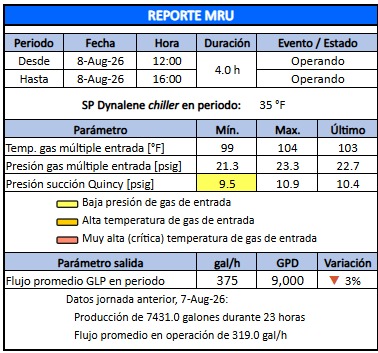 REPORTE MRU
Periodo Fecha Hora Duración Evento / Estado
Desde 8-Aug-26 12:00 4.0 h Operando
Hasta 8-Aug-26 16:00 Operando
SP Dynalene chiller en periodo: 35 °F
Parámetro Mín. Max. Último
Temp. gas múltiple entrada [°F] 99 104 103
Presión gas múltiple entrada [psig] 21.3 23.3 22.7
Presión succión Quincy [psig] 9.5 10.9 10.4
Baja presión de gas de entrada
Alta temperatura de gas de entrada
Muy alta (crítica) temperatura de gas de entrada
Parámetro salida gal/h GPD Variación
Flujo promedio GLP en periodo 375 9,000 ▼ 3%
Datos jornada anterior, 7-Aug-26:
Producción de 7431.0 galones durante 23 horas
Flujo promedio en operación de 319.0 gal/h